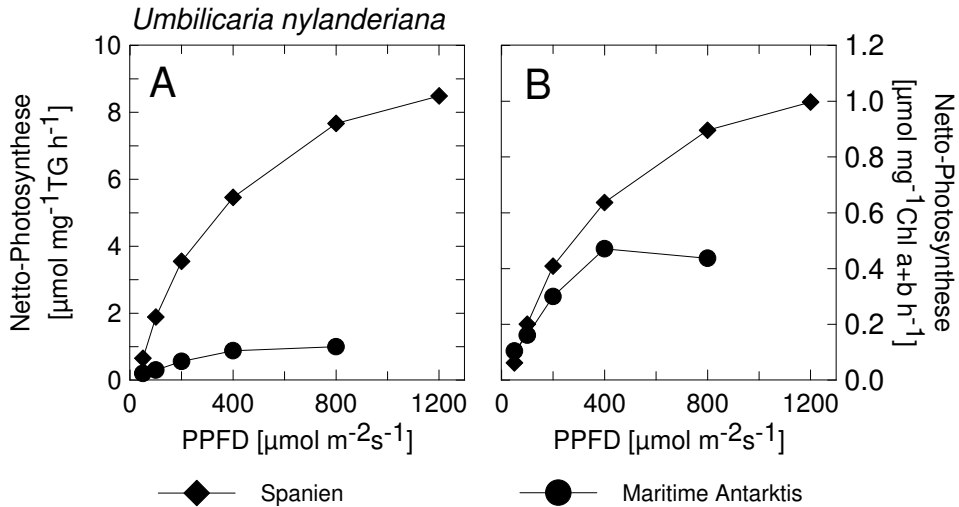 Umbilicaria nylanderiana
A
B
Netto-Photosynthese
[µmol mg⁻¹TG h⁻¹]
10
8
6
4
2
0
0 400 800 1200
PPFD [µmol m⁻²s⁻¹]
1.2
1.0
0.8
0.6
0.4
0.2
0.0
0 400 800 1200
PPFD [µmol m⁻²s⁻¹]
Netto-Photosynthese
[µmol mg⁻¹Chl a+b h⁻¹]
Spanien
Maritime Antarktis